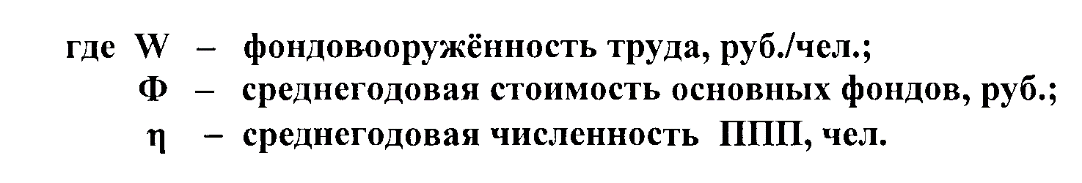 где W – фондовооружённость труда, руб./чел.;
Ф – среднегодовая стоимость основных фондов, руб.;
η – среднегодовая численность ППП, чел.